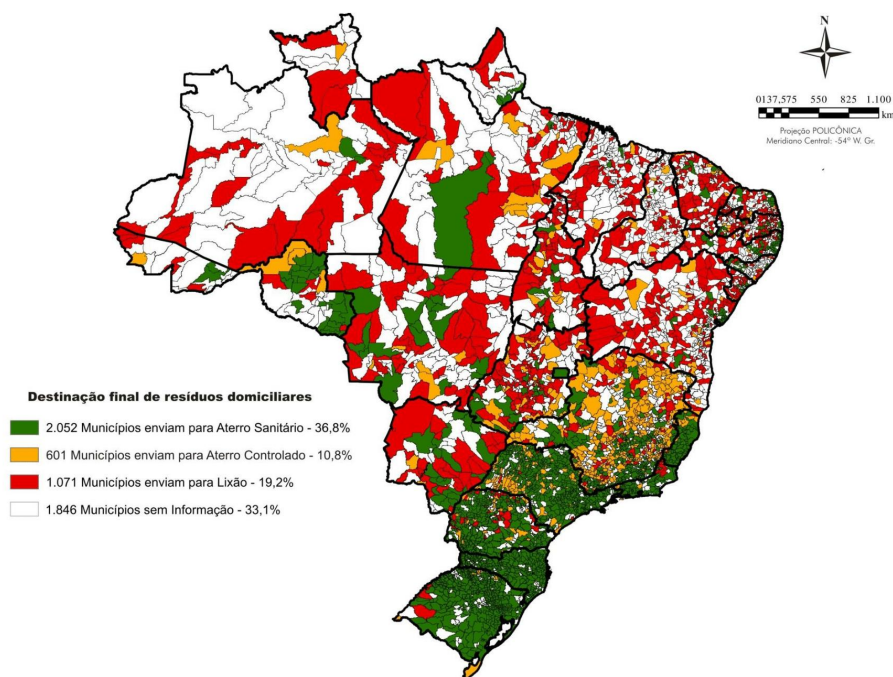 N
0137,575 550 825 1.100
km
Projeção POLICÔNICA
Meridiano Central: -54º W. Gr.
Destinação final de resíduos domiciliares
2.052 Municípios enviam para Aterro Sanitário - 36,8%
601 Municípios enviam para Aterro Controlado - 10,8%
1.071 Municípios enviam para Lixão - 19,2%
1.846 Municípios sem Informação - 33,1%